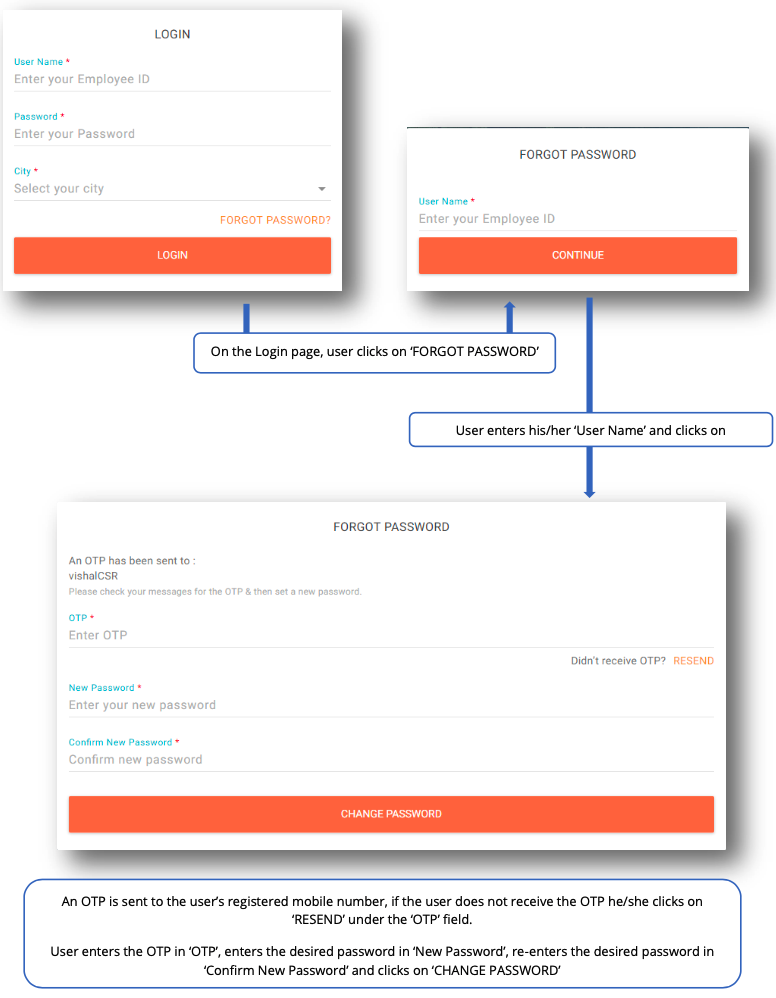 LOGIN
User Name *
Enter your Employee ID
Password *
Enter your Password
City *
Select your city
FORGOT PASSWORD?
LOGIN
FORGOT PASSWORD
User Name *
Enter your Employee ID
CONTINUE
On the Login page, user clicks on ‘FORGOT PASSWORD’
User enters his/her ‘User Name’ and clicks on
FORGOT PASSWORD
An OTP has been sent to :
vishalCSR
Please check your messages for the OTP & then set a new password.
OTP *
Enter OTP
Didn't receive OTP? RESEND
New Password *
Enter your new password
Confirm New Password *
Confirm new password
CHANGE PASSWORD
An OTP is sent to the user’s registered mobile number, if the user does not receive the OTP he/she clicks on
‘RESEND’ under the ‘OTP’ field.
User enters the OTP in ‘OTP’, enters the desired password in ‘New Password’, re-enters the desired password in
‘Confirm New Password’ and clicks on ‘CHANGE PASSWORD’